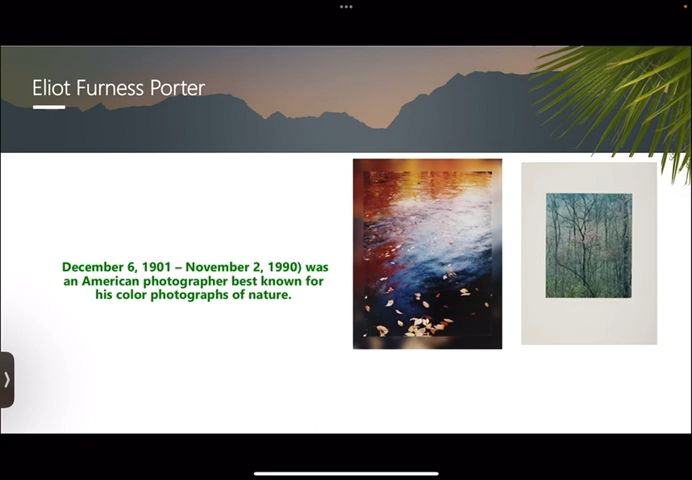 Eliot Furness Porter
December 6, 1901 – November 2, 1990) was
an American photographer best known for
his color photographs of nature.